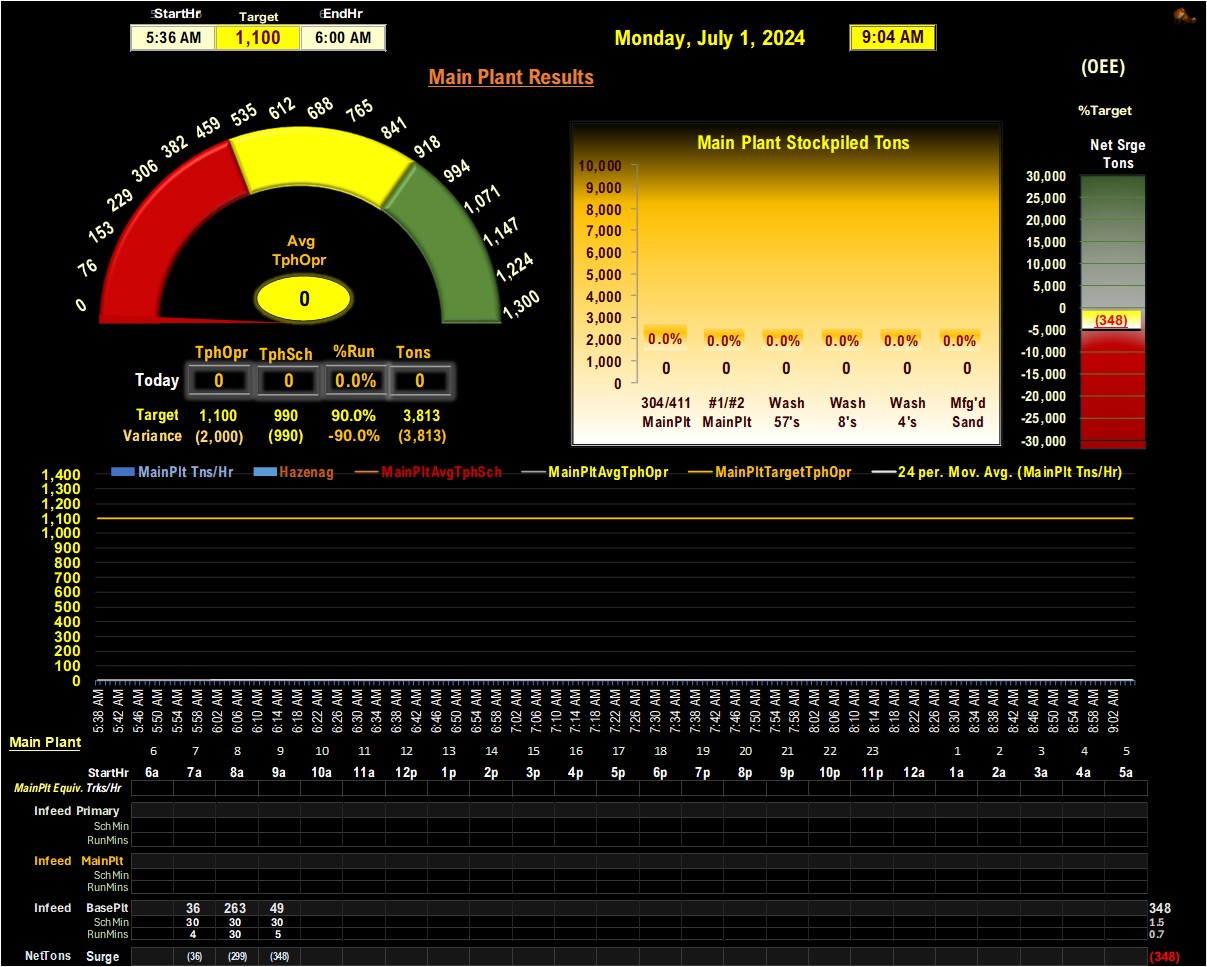 StartHr Target EndHr
5:36 AM 1,100 6:00 AM
Monday, July 1, 2024 9:04 AM
(OEE)
Main Plant Results
%Target
Net Srge
Tons
0 76 153 229 306 382 459 535 612 688 765 841 918 994 1,071 1,147 1,224 1,300
Avg
TphOpr
0
TphOpr TphSch %Run Tons
Today 0 0 0.0% 0
Target 1,100 990 90.0% 3,813
Variance (2,000) (990) -90.0% (3,813)
Main Plant Stockpiled Tons
10,000
9,000
8,000
7,000
6,000
5,000
4,000
3,000
2,000
1,000
0
0.0% 0.0% 0.0% 0.0% 0.0% 0.0%
0 0 0 0 0 0
304/411 #1/#2 Wash Wash Wash Mfg'd
MainPlt MainPlt 57's 8's 4's Sand
30,000
25,000
20,000
15,000
10,000
5,000
0
(348)
-5,000
-10,000
-15,000
-20,000
-25,000
-30,000
MainPlt Tns/Hr Hazenag MainPltAvgTphSch MainPltAvgTphOpr MainPltTargetTphOpr 24 per. Mov. Avg. (MainPlt Tns/Hr)
1,400
1,300
1,200
1,100
1,000
900
800
700
600
500
400
300
200
100
0
5:38 AM 5:42 AM 5:46 AM 5:50 AM 5:54 AM 5:58 AM 6:02 AM 6:06 AM 6:10 AM 6:14 AM 6:18 AM 6:22 AM 6:26 AM 6:30 AM 6:34 AM 6:38 AM 6:42 AM 6:46 AM 6:50 AM 6:54 AM 6:58 AM 7:02 AM 7:06 AM 7:10 AM 7:14 AM 7:18 AM 7:22 AM 7:26 AM 7:30 AM 7:34 AM 7:38 AM 7:42 AM 7:46 AM 7:50 AM 7:54 AM 7:58 AM 8:02 AM 8:06 AM 8:10 AM 8:14 AM 8:18 AM 8:22 AM 8:26 AM 8:30 AM 8:34 AM 8:38 AM 8:42 AM 8:46 AM 8:50 AM 8:54 AM 8:58 AM 9:02 AM
Main Plant
6 7 8 9 10 11 12 13 14 15 16 17 18 19 20 21 22 23 1 2 3 4 5
StartHr 6a 7a 8a 9a 10a 11a 12p 1p 2p 3p 4p 5p 6p 7p 8p 9p 10p 11p 12a 1a 2a 3a 4a 5a
MainPlt Equiv. Trks/Hr
Infeed Primary
SchMin
RunMins
Infeed MainPlt
SchMin
RunMins
Infeed BasePlt 36 263 49 348
SchMin 30 30 30 1.5
RunMins 4 30 5 0.7
NetTons Surge (36) (299) (348) (348)